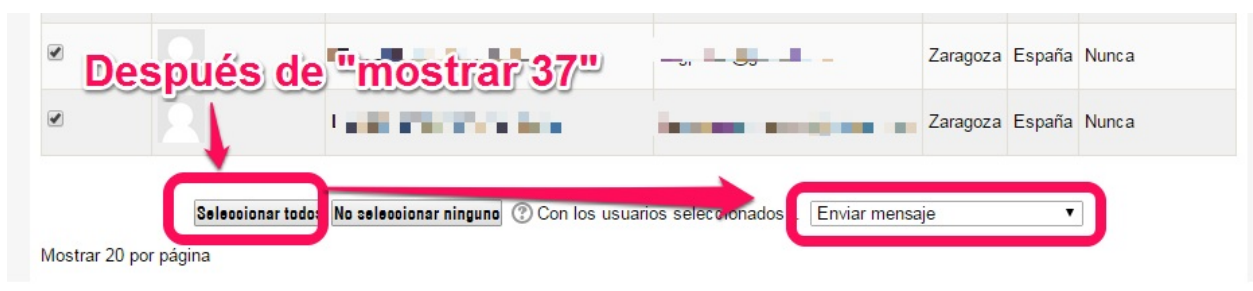 Zaragoza España Nunca
Después de "mostrar 37"
Zaragoza España Nunca
Seleccionar todos No seleccionar ninguno ? Con los usuarios seleccionados... Enviar mensaje
Mostrar 20 por página